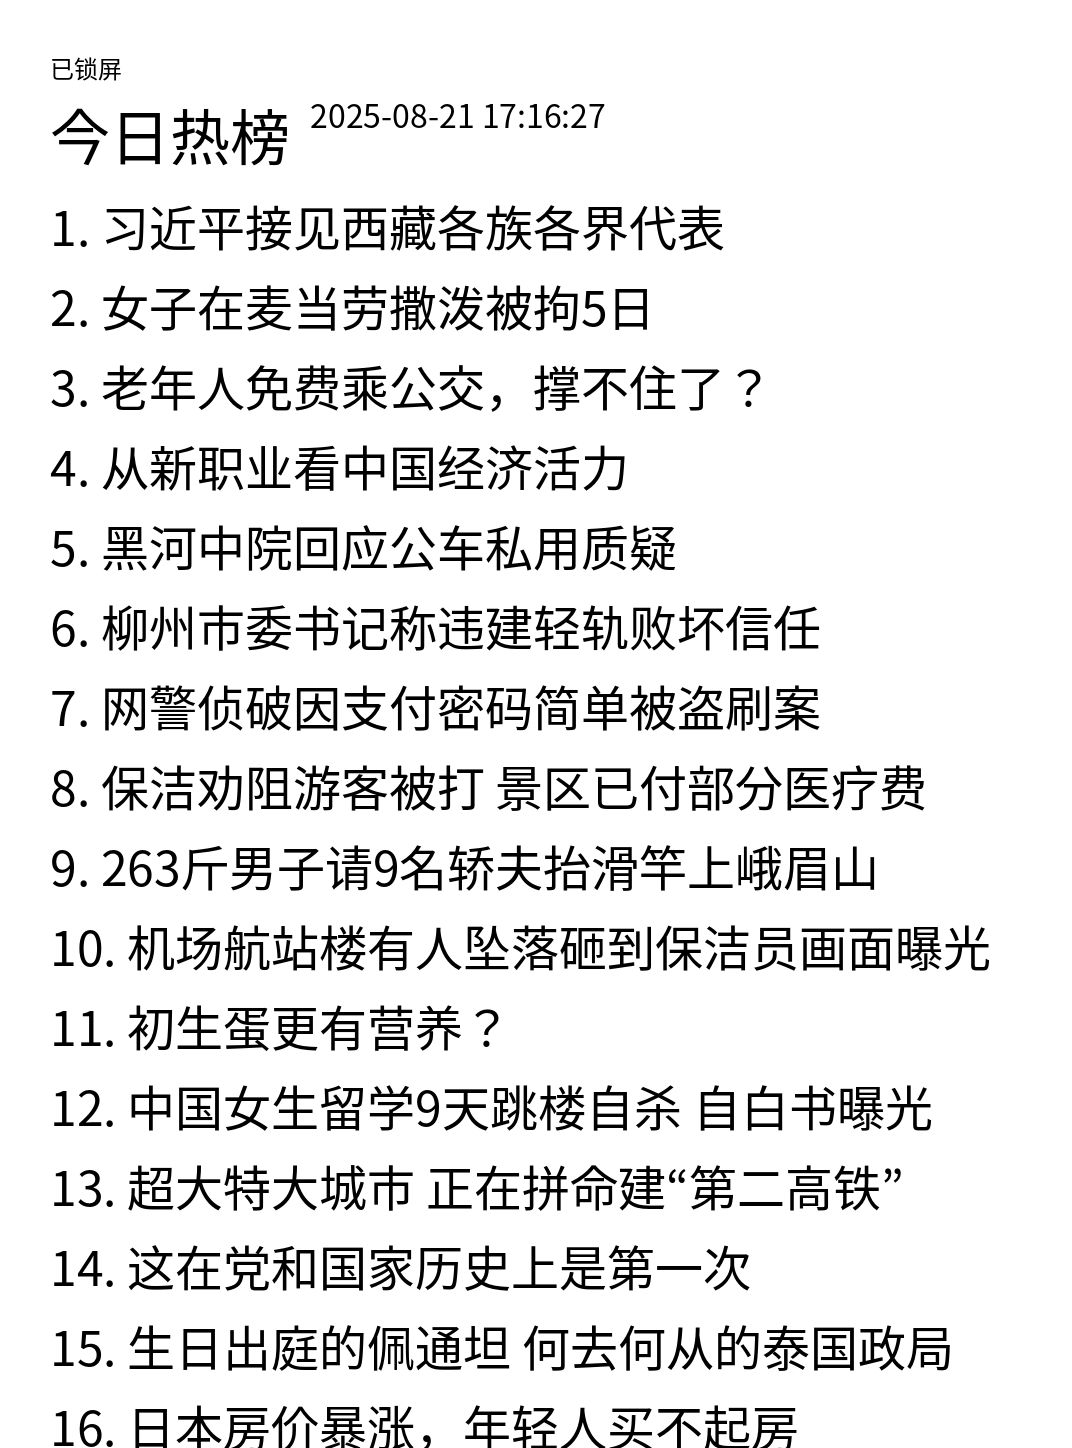 已锁屏
今日热榜 2025-08-21 17:16:27
1. 习近平接见西藏各族各界代表
2. 女子在麦当劳撒泼被拘5日
3. 老年人免费乘公交，撑不住了？
4. 从新职业看中国经济活力
5. 黑河中院回应公车私用质疑
6. 柳州市委书记称违建轻轨败坏信任
7. 网警侦破因支付密码简单被盗刷案
8. 保洁劝阻游客被打 景区已付部分医疗费
9. 263斤男子请9名轿夫抬滑竿上峨眉山
10. 机场航站楼有人坠落砸到保洁员画面曝光
11. 初生蛋更有营养？
12. 中国女生留学9天跳楼自杀 自白书曝光
13. 超大特大城市 正在拼命建“第二高铁”
14. 这在党和国家历史上是第一次
15. 生日出庭的佩通坦 何去何从的泰国政局
16. 日本房价暴涨，年轻人买不起房